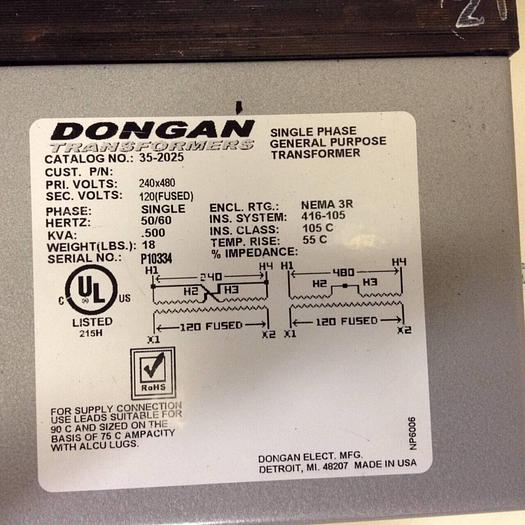 DONGAN
TRANSFORMERS
SINGLE PHASE
GENERAL PURPOSE
TRANSFORMER
CATALOG NO.: 35-2025
CUST. P/N:
PRI. VOLTS: 240x480
SEC. VOLTS: 120(FUSED)
PHASE: SINGLE
HERTZ: 50/60
KVA: .500
WEIGHT(LBS.): 18
SERIAL NO.: P10334
ENCL. RTG.: NEMA 3R
INS. SYSTEM: 416-105
INS. CLASS: 105 C
TEMP. RISE: 55 C
% IMPEDANCE:
H1 240 H4
H2 H3
120 FUSED
X1 X2
H1 480 H4
H2 H3
120 FUSED
X1 X2
C UL US
LISTED
215H
RoHS
FOR SUPPLY CONNECTION
USE LEADS SUITABLE FOR
90 C AND SIZED ON THE
BASIS OF 75 C AMPACITY
WITH ALCU LUGS.
DONGAN ELECT. MFG.
DETROIT, MI. 48207 MADE IN USA
NP6006